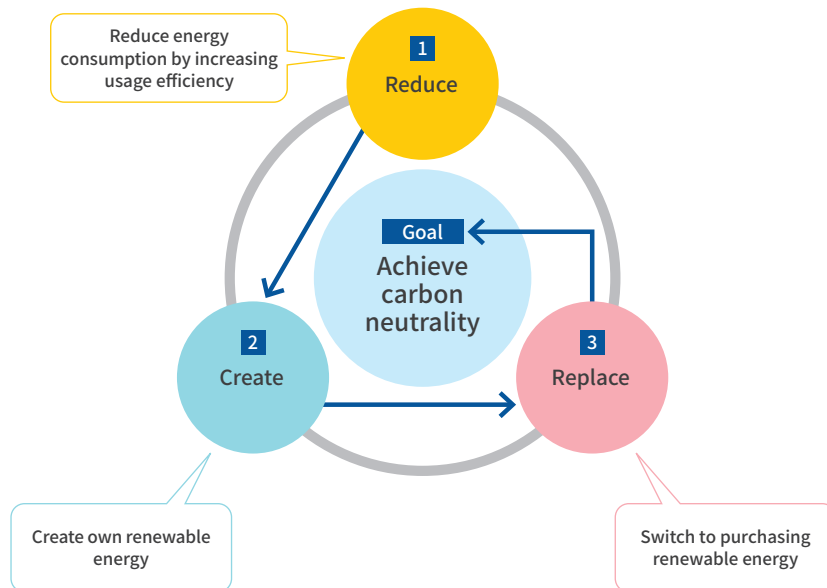 Reduce energy
consumption by increasing
usage efficiency
1
Reduce
Goal
Achieve
carbon
neutrality
2
Create
3
Replace
Create own renewable
energy
Switch to purchasing
renewable energy